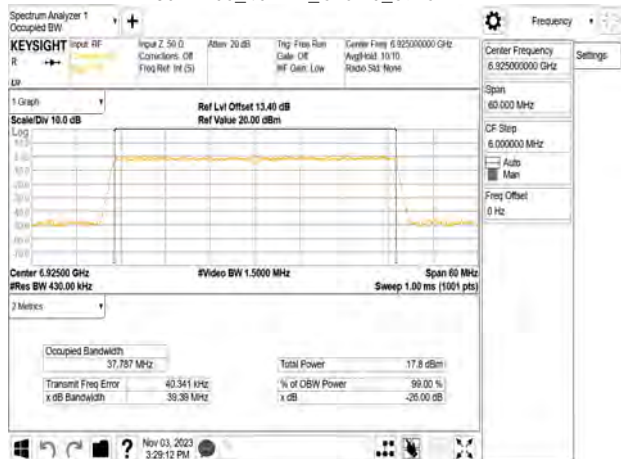 Spectrum Analyzer 1
Occupied BW
Frequency
KEYSIGHT
Input: RF
R
Input Z: 50 Ω
Corrections: Off
Freq Ref: Int (S)
Atten: 20 dB
Trig: Free Run
Gate: Off
#IF Gain: Low
Center Freq: 6.925000000 GHz
Avg|Hold: 10/10
Radio Std: None
Center Frequency
6.925000000 GHz
Settings
Span
60.000 MHz
CF Step
6.000000 MHz
Auto
Man
Freq Offset
0 Hz
1 Graph
Scale/Div 10.0 dB
Ref Lvl Offset 13.40 dB
Ref Value 20.00 dBm
Log
Center 6.92500 GHz
#Res BW 430.00 kHz
#Video BW 1.5000 MHz
Span 60 MHz
Sweep 1.00 ms (1001 pts)
2 Metrics
Occupied Bandwidth
37.787 MHz
Total Power
17.8 dBm
Transmit Freq Error
40.341 kHz
% of OBW Power
99.00 %
x dB Bandwidth
39.39 MHz
x dB
-26.00 dB
?
Nov 03, 2023
3:29:12 PM